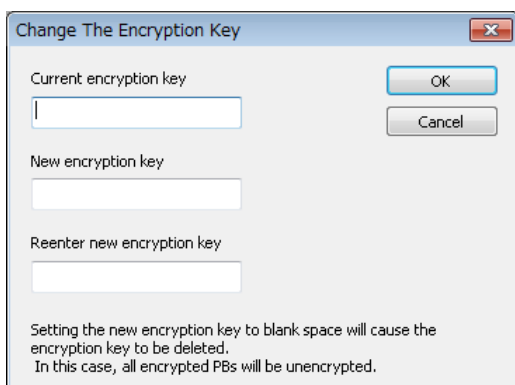 Change The Encryption Key
Current encryption key
OK
Cancel
New encryption key
Reenter new encryption key
Setting the new encryption key to blank space will cause the
encryption key to be deleted.
In this case, all encrypted PBs will be unencrypted.